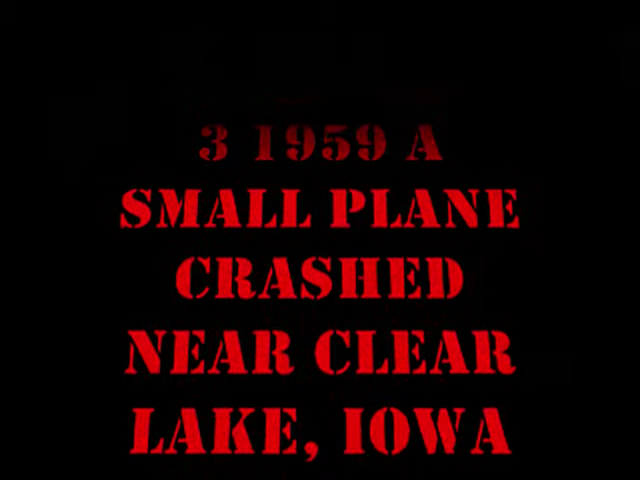 3 1959 A
SMALL PLANE
CRASHED
NEAR CLEAR
LAKE, IOWA